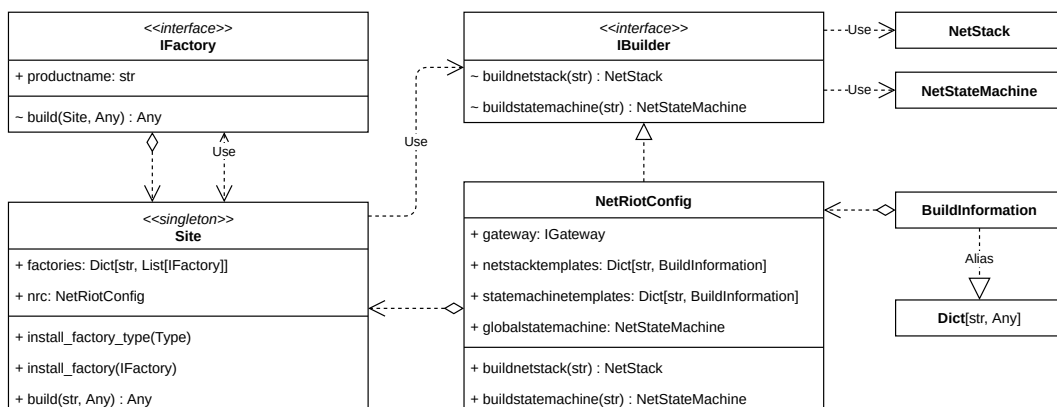 <<interface>>
IFactory
+ productname: str
~ build(Site, Any) : Any
Use
<<singleton>>
Site
+ factories: Dict[str, List[IFactory]]
+ nrc: NetRiotConfig
+ install_factory_type(Type)
+ install_factory(IFactory)
+ build(str, Any) : Any
Use
<<interface>>
IBuilder
~ buildnetstack(str) : NetStack
~ buildstatemachine(str) : NetStateMachine
Use
NetStack
Use
NetStateMachine
NetRiotConfig
+ gateway: IGateway
+ netstacktemplates: Dict[str, BuildInformation]
+ statemachinetemplates: Dict[str, BuildInformation]
+ globalstatemachine: NetStateMachine
+ buildnetstack(str) : NetStack
+ buildstatemachine(str) : NetStateMachine
BuildInformation
Alias
Dict[str, Any]